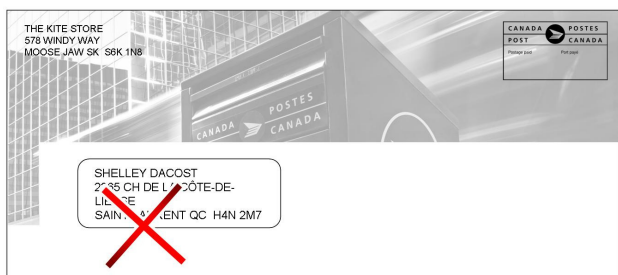 THE KITE STORE
578 WINDY WAY
MOOSE JAW SK  S6K 1N8
CANADA POSTES
POST CANADA
Postage paid Port payé
POSTES
CANADA CANADA
SHELLEY DACOST
CH DE CÔTE-DE-
QC  H4N 2M7